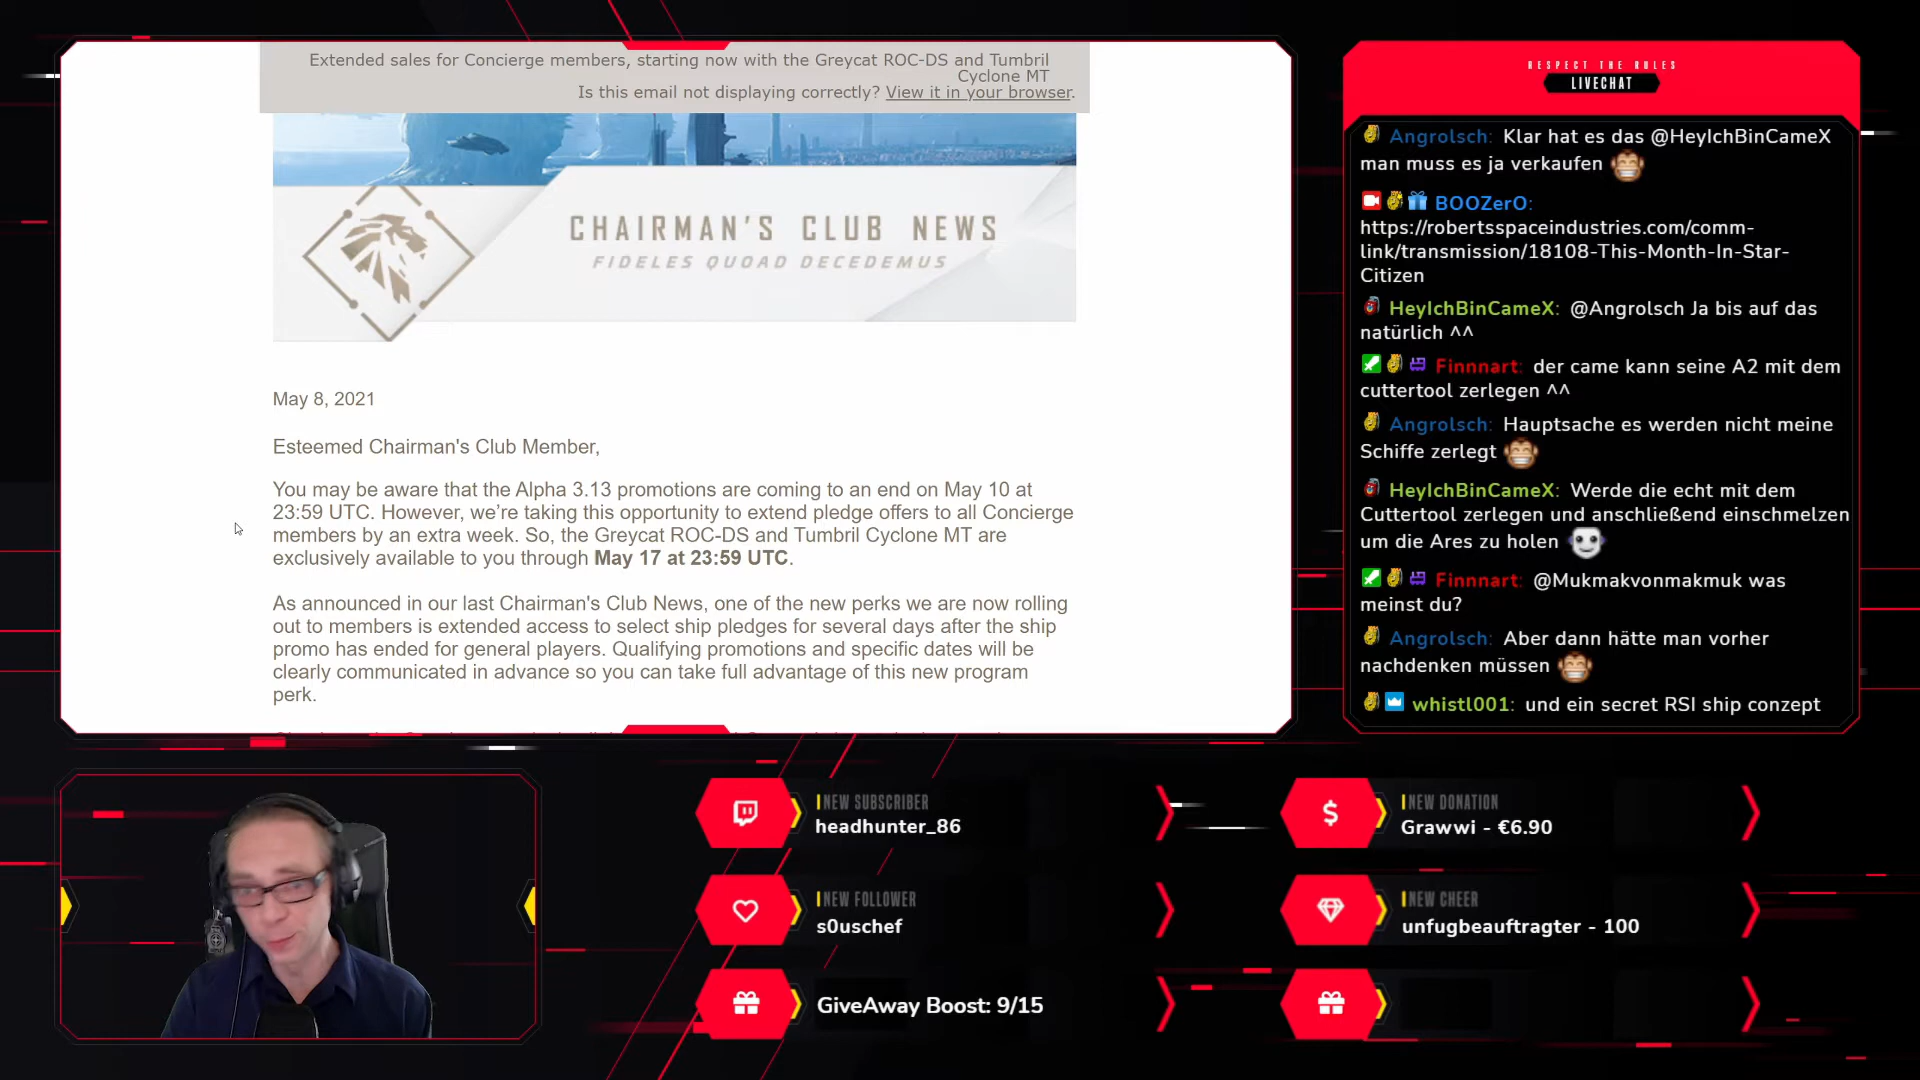 Extended sales for Concierge members, starting now with the Greycat ROC-DS and Tumbril
Cyclone MT
Is this email not displaying correctly? View it in your browser.
CHAIRMAN'S CLUB NEWS
FIDELES QUOAD DECEDEMUS
May 8, 2021
Esteemed Chairman's Club Member,
You may be aware that the Alpha 3.13 promotions are coming to an end on May 10 at
23:59 UTC. However, we're taking this opportunity to extend pledge offers to all Concierge
members by an extra week. So, the Greycat ROC-DS and Tumbril Cyclone MT are
exclusively available to you through May 17 at 23:59 UTC.
As announced in our last Chairman's Club News, one of the new perks we are now rolling
out to members is extended access to select ship pledges for several days after the ship
promo has ended for general players. Qualifying promotions and specific dates will be
clearly communicated in advance so you can take full advantage of this new program
perk.
RESPECT THE RULES
LIVECHAT
Angrolsch: Klar hat es das @HeyIchBinCameX
man muss es ja verkaufen
BOOZerO:
https://robertsspaceindustries.com/comm-
link/transmission/18108-This-Month-In-Star-
Citizen
HeyIchBinCameX: @Angrolsch Ja bis auf das
natürlich ^^
Finnnart: der came kann seine A2 mit dem
cuttertool zerlegen ^^
Angrolsch: Hauptsache es werden nicht meine
Schiffe zerlegt
HeyIchBinCameX: Werde die echt mit dem
Cuttertool zerlegen und anschließend einschmelzen
um die Ares zu holen
Finnnart: @Mukmakvonmakmuk was
meinst du?
Angrolsch: Aber dann hätte man vorher
nachdenken müssen
whistl001: und ein secret RSI ship conzept
NEW SUBSCRIBER
headhunter_86
NEW DONATION
Grawwi - €6.90
NEW FOLLOWER
s0uschef
NEW CHEER
unfugbeauftragter - 100
GiveAway Boost: 9/15